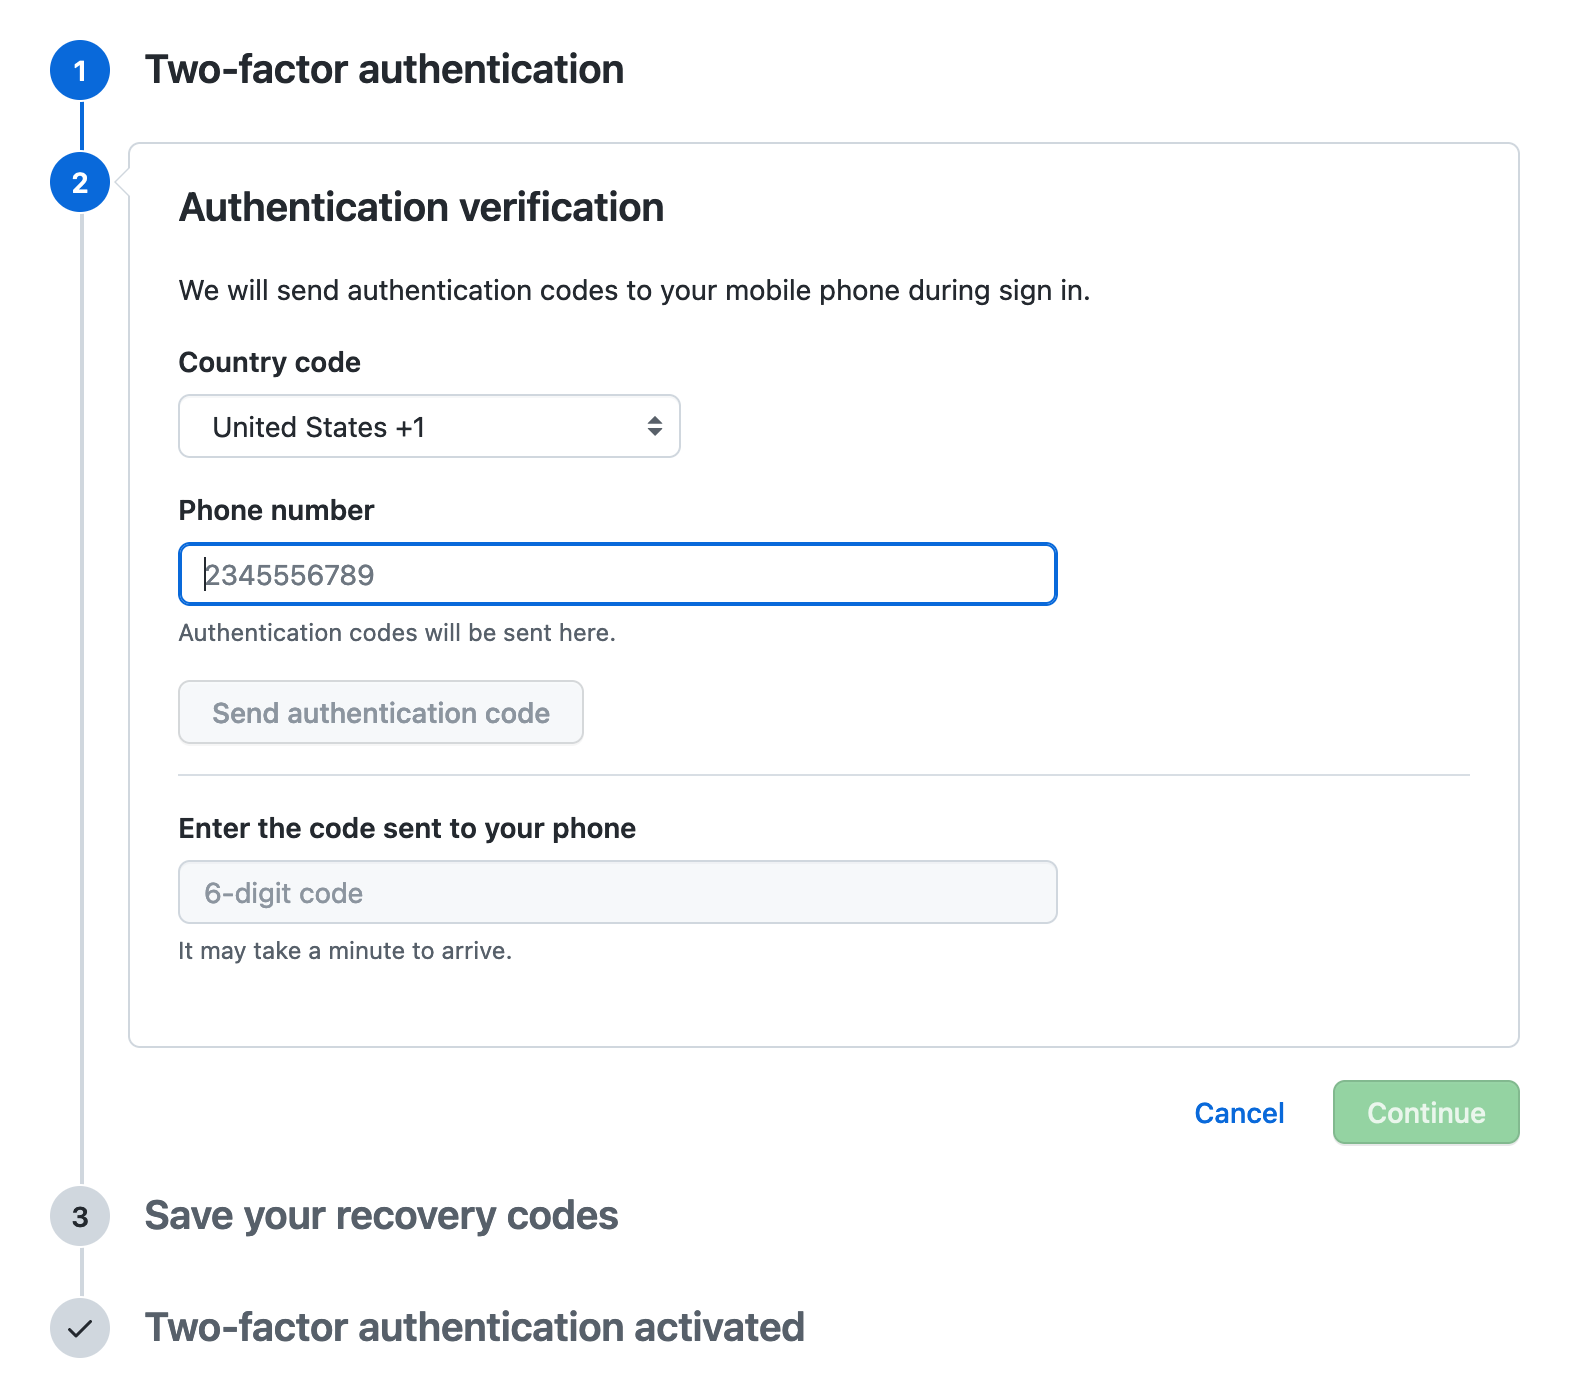 1 Two-factor authentication
2
Authentication verification
We will send authentication codes to your mobile phone during sign in.
Country code
United States +1
Phone number
2345556789
Authentication codes will be sent here.
Send authentication code
Enter the code sent to your phone
6-digit code
It may take a minute to arrive.
Cancel Continue
3 Save your recovery codes
Two-factor authentication activated